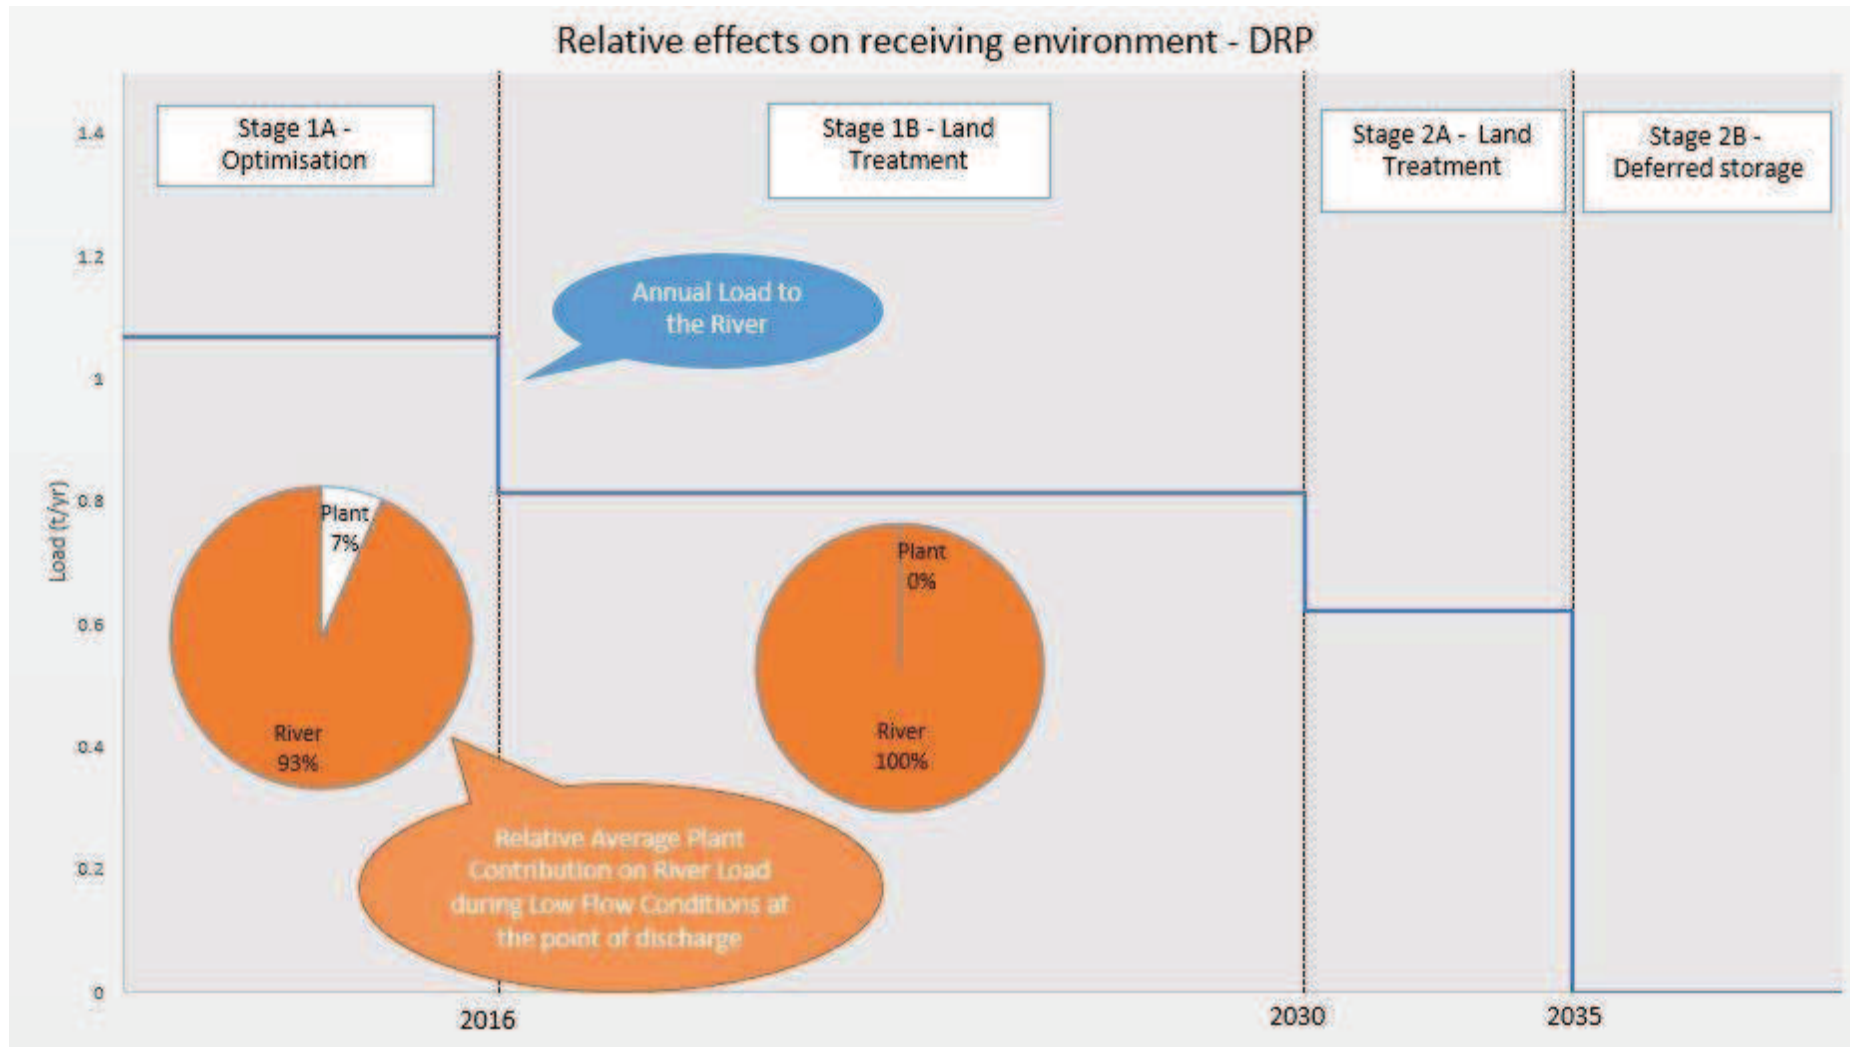 Relative effects on receiving environment - DRP
Stage 1A -
Optimisation
Stage 1B - Land
Treatment
Stage 2A - Land
Treatment
Stage 2B -
Deferred storage
1.4
1.2
1
0.8
0.6
0.4
0.2
0
Load (t/yr)
Annual Load to
the River
Plant
7%
River
93%
Plant
0%
River
100%
Relative Average Plant
Contribution on River Load
during Low Flow Conditions at
the point of discharge
2016
2030
2035